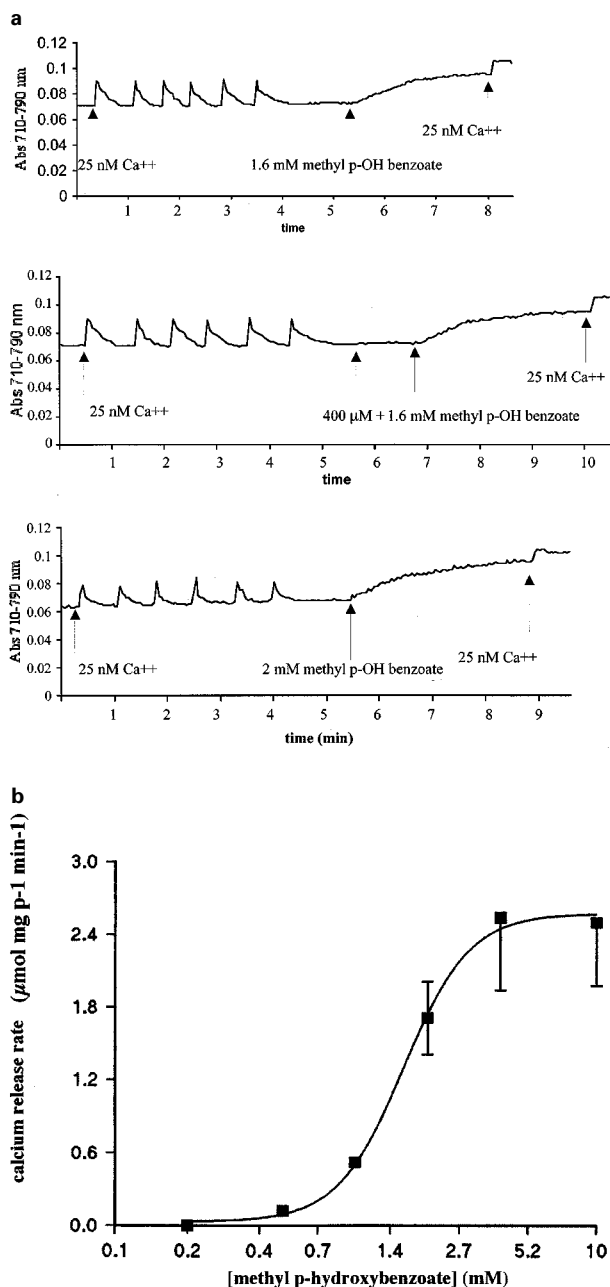 a
0.12
0.1
0.08
0.06
0.04
0.02
0
Abs 710-790 nm
25 nM Ca++
1.6 mM methyl p-OH benzoate
25 nM Ca++
1 2 3 4 5 6 7 8
time
0.12
0.1
0.08
0.06
0.04
0.02
0
Abs 710-790 nm
25 nM Ca++
400 µM + 1.6 mM methyl p-OH benzoate
25 nM Ca++
1 2 3 4 5 6 7 8 9 10
time
0.12
0.1
0.08
0.06
0.04
0.02
0
Abs 710-790 nm
25 nM Ca++
2 mM methyl p-OH benzoate
25 nM Ca++
1 2 3 4 5 6 7 8 9
time (min)
b
calcium release rate (µmol mg p-1 min-1)
3.0
2.4
1.8
1.2
0.6
0.0
0.1 0.2 0.4 0.7 1.4 2.7 5.2 10
[methyl p-hydroxybenzoate] (mM)